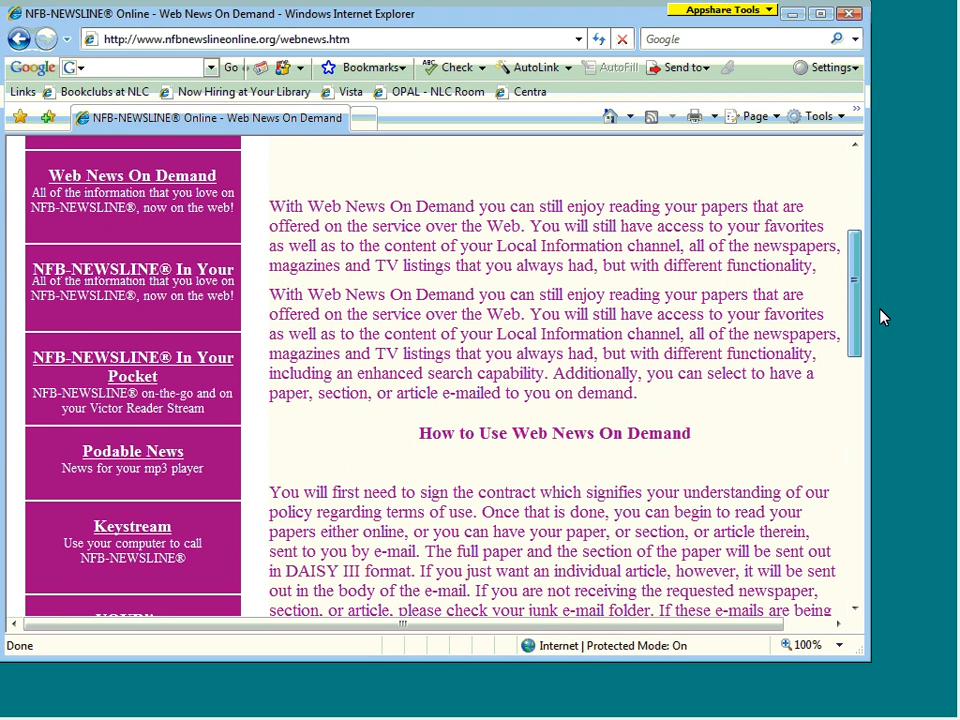 NFB-NEWSLINE® Online - Web News On Demand - Windows Internet Explorer
Appshare Tools
http://www.nfbnewslineonline.org/webnews.htm
Google
Google G Go Bookmarks Check AutoLink AutoFill Send to Settings
Links Bookclubs at NLC Now Hiring at Your Library Vista OPAL - NLC Room Centra
NFB-NEWSLINE® Online - Web News On Demand
Page Tools
Web News On Demand
All of the information that you love on
NFB-NEWSLINE®, now on the web!
NFB-NEWSLINE® In Your
All of the information that you love on
NFB-NEWSLINE®, now on the web!
NFB-NEWSLINE® In Your
Pocket
NFB-NEWSLINE® on-the-go and on
your Victor Reader Stream
Podable News
News for your mp3 player
Keystream
Use your computer to call
NFB-NEWSLINE®
With Web News On Demand you can still enjoy reading your papers that are
offered on the service over the Web. You will still have access to your favorites
as well as to the content of your Local Information channel, all of the newspapers,
magazines and TV listings that you always had, but with different functionality,
With Web News On Demand you can still enjoy reading your papers that are
offered on the service over the Web. You will still have access to your favorites
as well as to the content of your Local Information channel, all of the newspapers,
magazines and TV listings that you always had, but with different functionality,
including an enhanced search capability. Additionally, you can select to have a
paper, section, or article e-mailed to you on demand.
How to Use Web News On Demand
You will first need to sign the contract which signifies your understanding of our
policy regarding terms of use. Once that is done, you can begin to read your
papers either online, or you can have your paper, or section, or article therein,
sent to you by e-mail. The full paper and the section of the paper will be sent out
in DAISY III format. If you just want an individual article, however, it will be sent
out in the body of the e-mail. If you are not receiving the requested newspaper,
section, or article, please check your junk e-mail folder. If these e-mails are being
Done
Internet | Protected Mode: On
100%